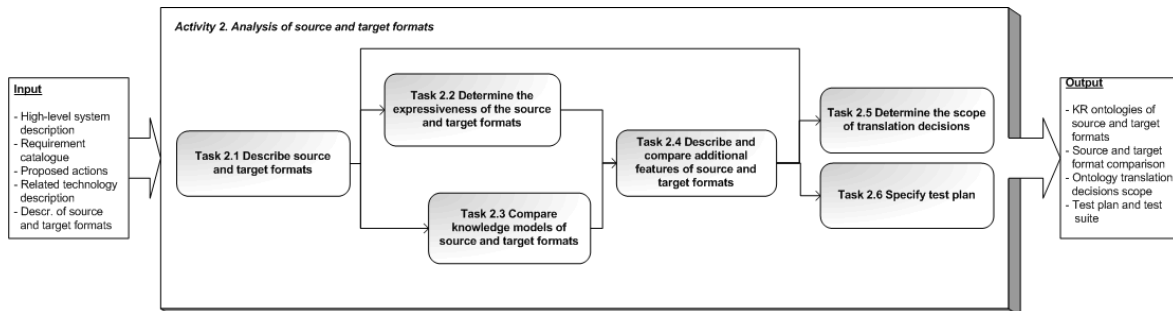 Activity 2. Analysis of source and target formats
Input
- High-level system
description
- Requirement
catalogue
- Proposed actions
- Related technology
description
- Descr. of source
and target formats
Task 2.1 Describe source
and target formats
Task 2.2 Determine the
expressiveness of the source
and target formats
Task 2.3 Compare
knowledge models of
source and target formats
Task 2.4 Describe and
compare additional
features of source and
target formats
Task 2.5 Determine the scope
of translation decisions
Task 2.6 Specify test plan
Output
- KR ontologies of
source and target
formats
- Source and target
format comparison
- Ontology translation
decisions scope
- Test plan and test
suite